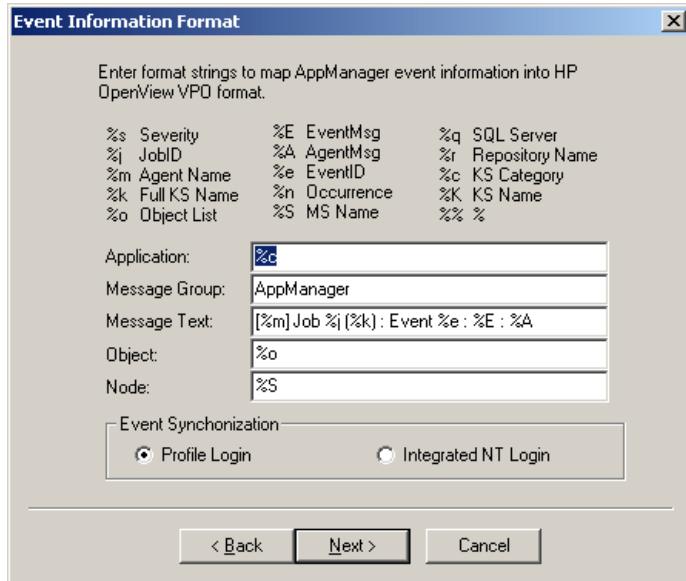 Event Information Format
Enter format strings to map AppManager event information into HP
OpenView VPO format.
%s Severity %E EventMsg %q SQL Server
%j JobID %A AgentMsg %r Repository Name
%m Agent Name %e EventID %c KS Category
%k Full KS Name %n Occurrence %K KS Name
%o Object List %S MS Name %% %
Application: %c
Message Group: AppManager
Message Text: [%m] Job %j (%k) : Event %e : %E : %A
Object: %o
Node: %S
Event Synchonization
Profile Login Integrated NT Login
< Back Next > Cancel